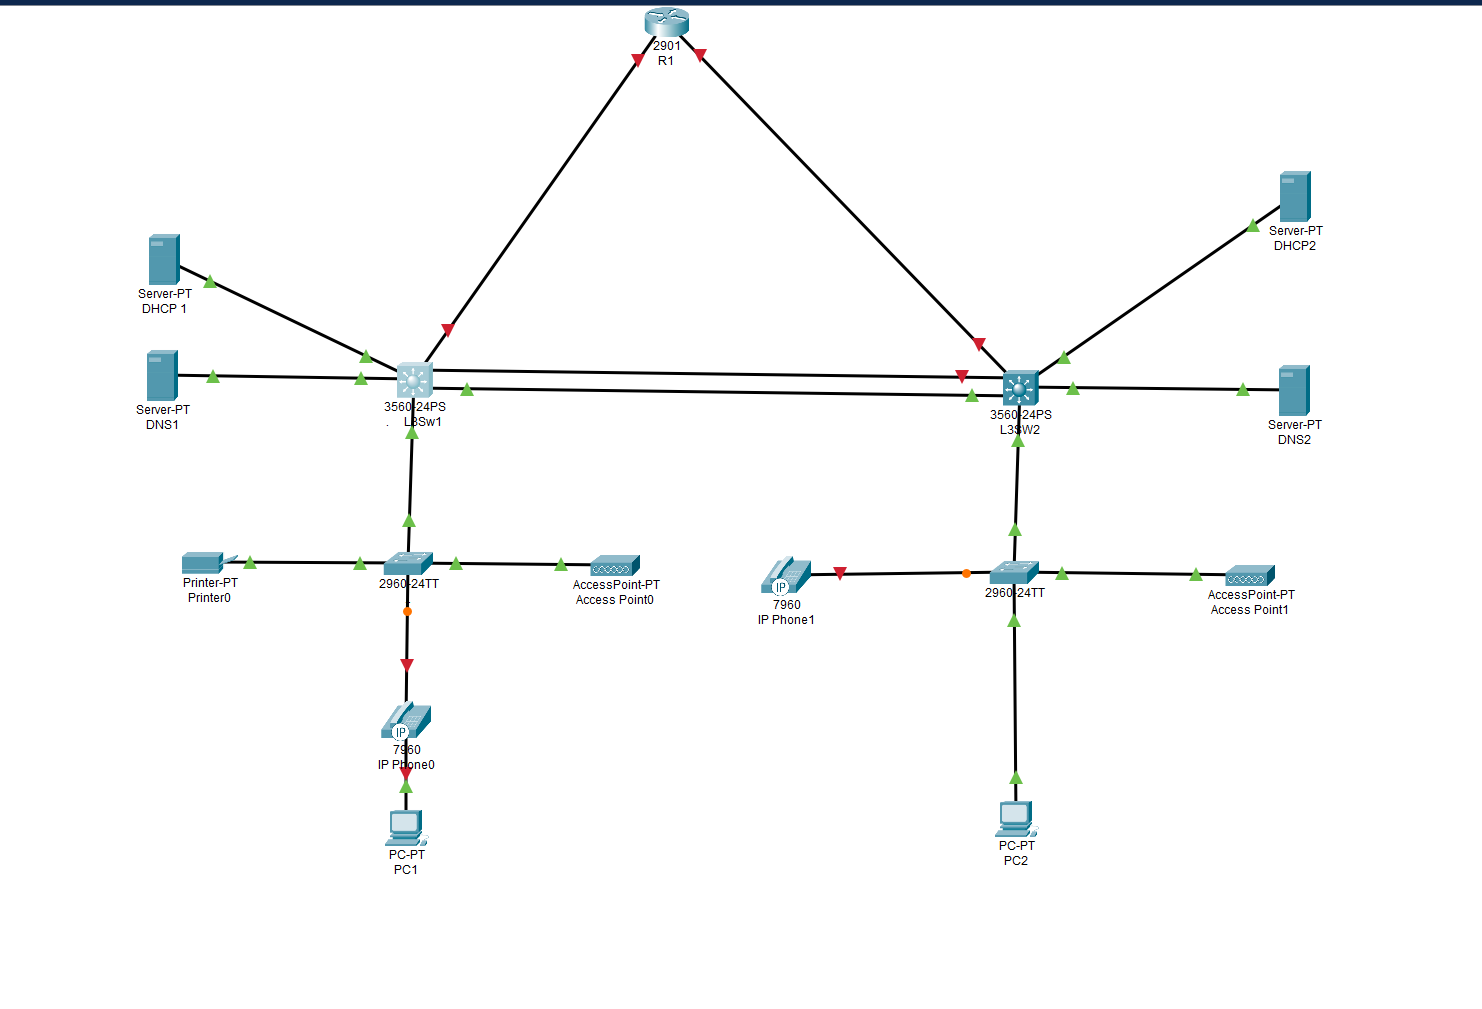 2901
R1
Server-PT
DHCP2
Server-PT
DHCP 1
Server-PT
DNS1
3560-24PS
. L3Sw1
3560-24PS
L3SW2
Server-PT
DNS2
Printer-PT
Printer0
2960-24TT
AccessPoint-PT
Access Point0
IP
7960
IP Phone1
2960-24TT
AccessPoint-PT
Access Point1
IP
7960
IP Phone0
PC-PT
PC1
PC-PT
PC2